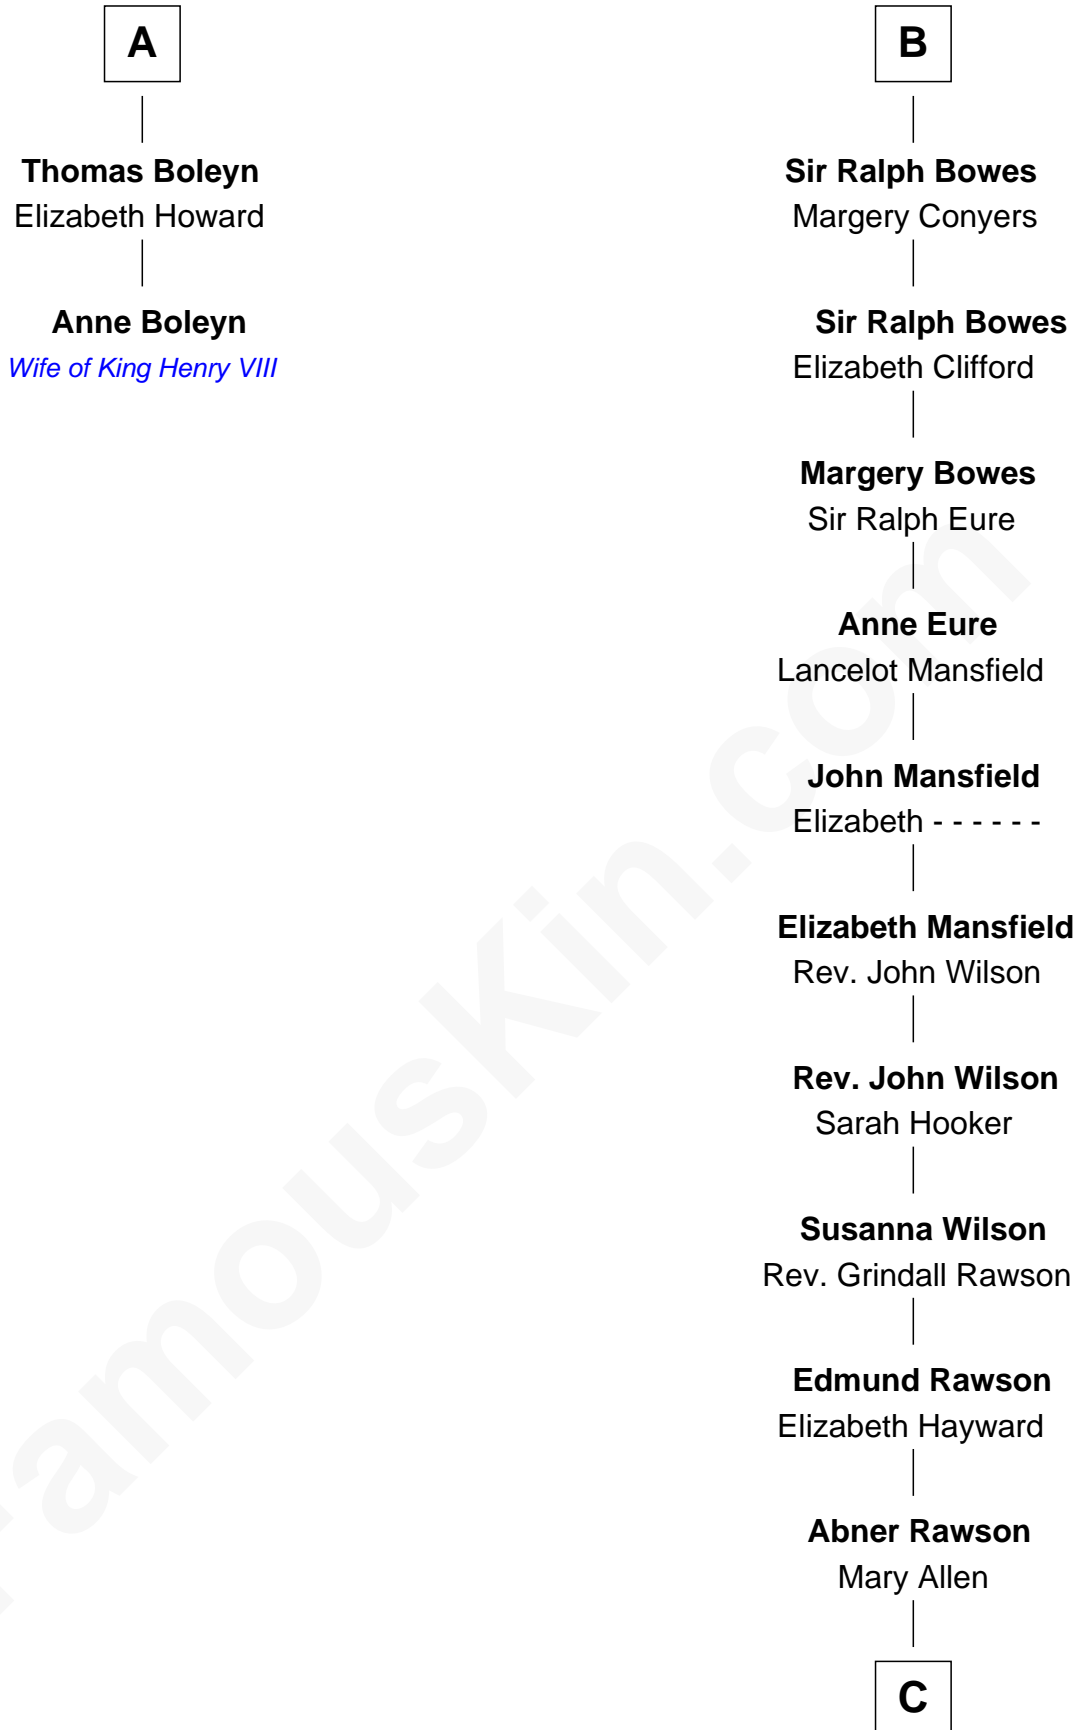 A
Thomas Boleyn
Elizabeth Howard
Anne Boleyn
Wife of King Henry VIII
B
Sir Ralph Bowes
Margery Conyers
Sir Ralph Bowes
Elizabeth Clifford
Margery Bowes
Sir Ralph Eure
Anne Eure
Lancelot Mansfield
John Mansfield
Elizabeth - - - - - -
Elizabeth Mansfield
Rev. John Wilson
Rev. John Wilson
Sarah Hooker
Susanna Wilson
Rev. Grindall Rawson
Edmund Rawson
Elizabeth Hayward
Abner Rawson
Mary Allen
C
FamousKin.com